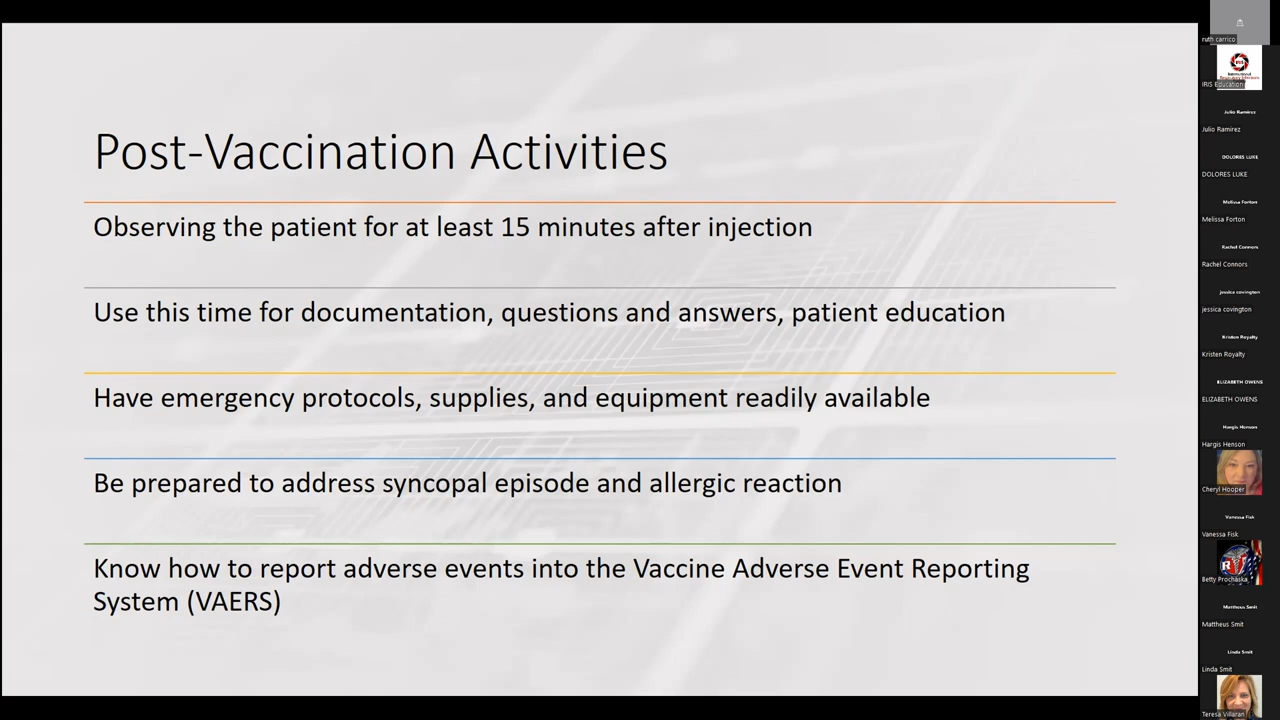 Post-Vaccination Activities
Observing the patient for at least 15 minutes after injection
Use this time for documentation, questions and answers, patient education
Have emergency protocols, supplies, and equipment readily available
Be prepared to address syncopal episode and allergic reaction
Know how to report adverse events into the Vaccine Adverse Event Reporting
System (VAERS)
ruth carrico
IRIS
IRIS Education
Julio Ramirez
Julio Ramirez
DOLORES LUKE
DOLORES LUKE
Melissa Forton
Melissa Forton
Rachel Connors
Rachel Connors
jessica covington
jessica covington
Kristen Royalty
Kristen Royalty
ELIZABETH OWENS
ELIZABETH OWENS
Hargis Henson
Hargis Henson
Cheryl Hooper
Vanessa Fisk
Vanessa Fisk
Betty Prochaska
Mattheus Smit
Mattheus Smit
Linda Smit
Linda Smit
Teresa Villaran